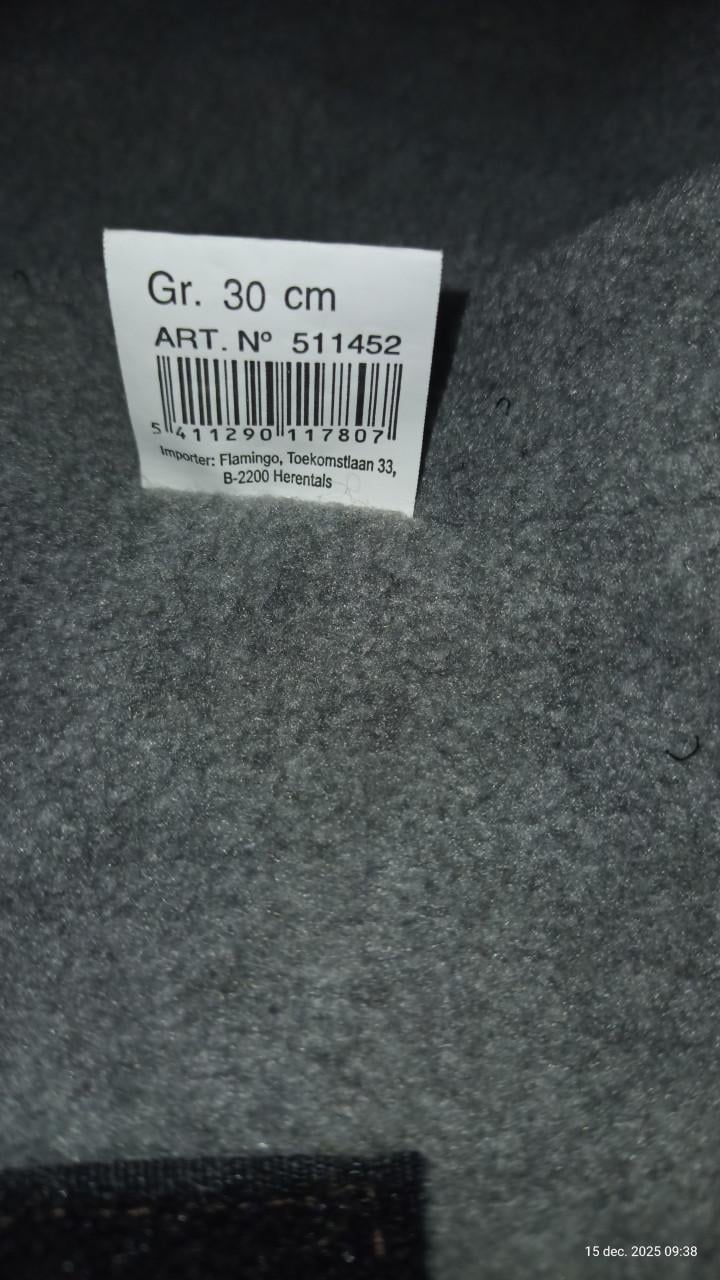 Gr. 30 cm
ART. Nº 511452
5 411290 117807
Importer: Flamingo, Toekomstlaan 33,
B-2200 Herentals
15 dec. 2025 09:38